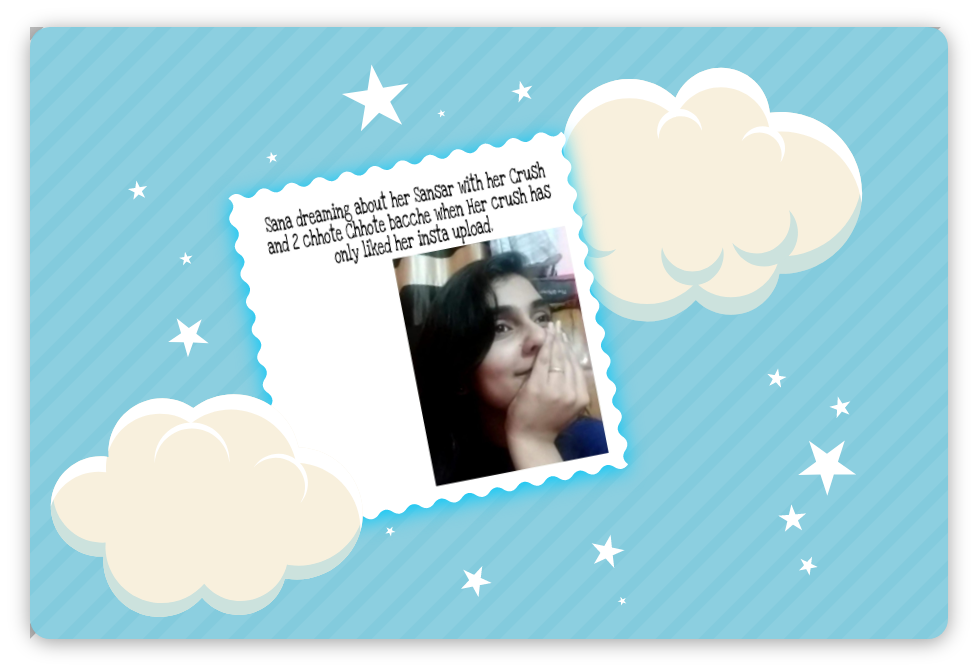 Sana dreaming about her Sansar with her Crush
and 2 chhote Chhote bacche when Her crush has
only liked her insta upload.